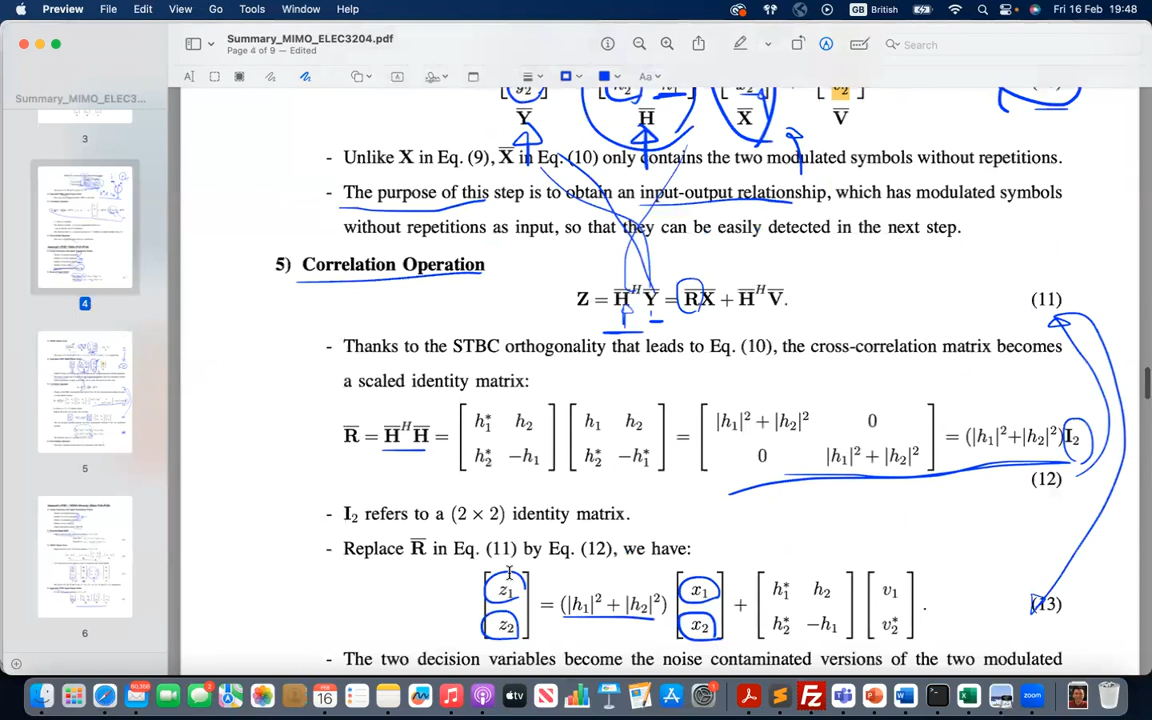 Preview File Edit View Go Tools Window Help GB British Fri 16 Feb 19:48
Summary_MIMO_ELEC3204.pdf
Page 4 of 9 – Edited
Search
Summary_MIMO_ELEC3...
3
4
5
6
Y̅ H̅ X̅ V̅
- Unlike X in Eq. (9), X̅ in Eq. (10) only contains the two modulated symbols without repetitions.
- The purpose of this step is to obtain an input-output relationship, which has modulated symbols
without repetitions as input, so that they can be easily detected in the next step.
5) Correlation Operation
Z = H̅^H Y̅ = R̅X̅ + H̅^H V̅. (11)
- Thanks to the STBC orthogonality that leads to Eq. (10), the cross-correlation matrix becomes
a scaled identity matrix:
R̅ = H̅^H H̅ = [h1* h2; h2* −h1] [h1 h2; h2* −h1*] = [|h1|² + |h2|² 0; 0 |h1|² + |h2|²] = (|h1|²+|h2|²)I₂
(12)
- I₂ refers to a (2 × 2) identity matrix.
- Replace R̅ in Eq. (11) by Eq. (12), we have:
[z1; z2] = (|h1|² + |h2|²) [x1; x2] + [h1* h2; h2* −h1] [v1; v2*]. (13)
- The two decision variables become the noise contaminated versions of the two modulated